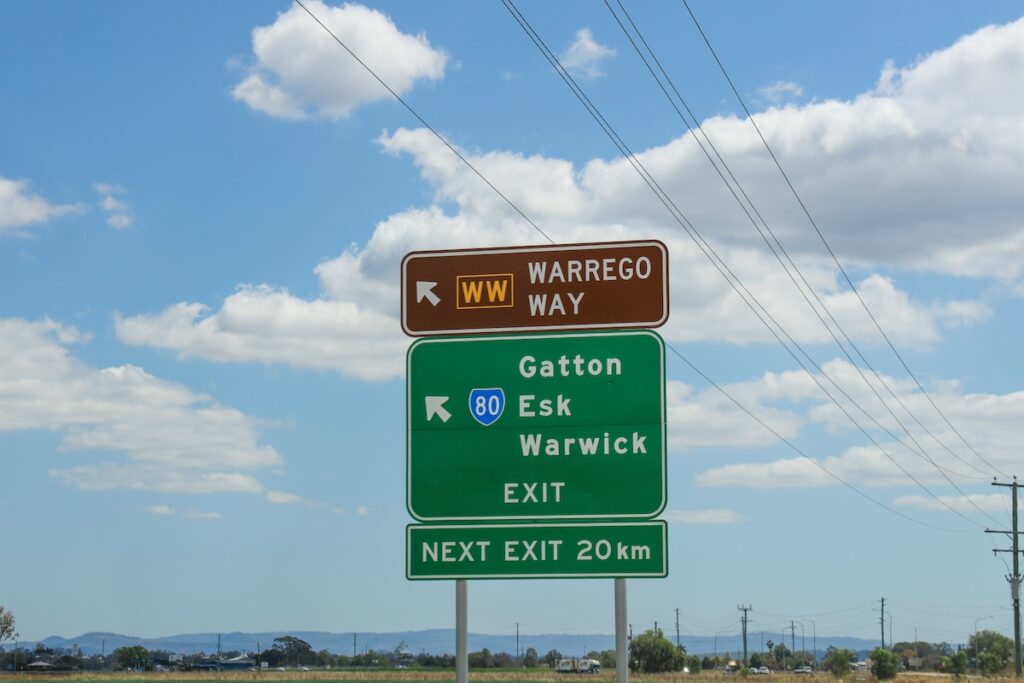 WW WARREGO
WAY
Gatton
80 Esk
Warwick
EXIT
NEXT EXIT 20km